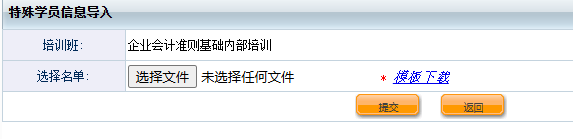 特殊学员信息导入
培训班: 企业会计准则基础内部培训
选择名单: 选择文件 未选择任何文件 * 模板下载
提交 返回